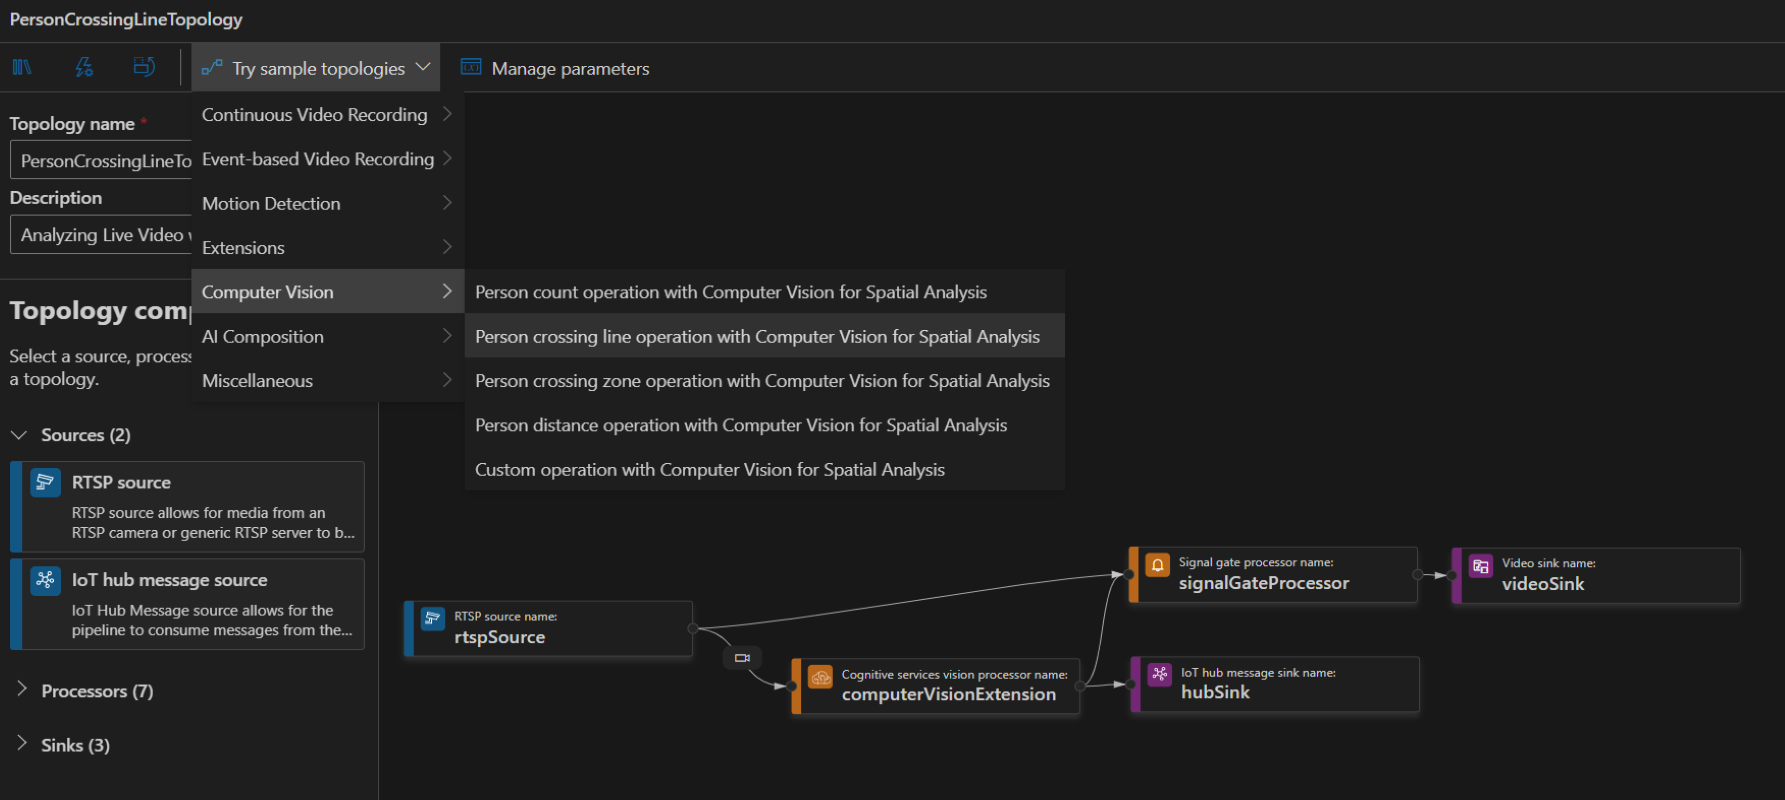 PersonCrossingLineTopology
Try sample topologies
Manage parameters
Topology name *
PersonCrossingLineTo
Description
Analyzing Live Video
Continuous Video Recording
Event-based Video Recording
Motion Detection
Extensions
Computer Vision
AI Composition
Miscellaneous
Person count operation with Computer Vision for Spatial Analysis
Person crossing line operation with Computer Vision for Spatial Analysis
Person crossing zone operation with Computer Vision for Spatial Analysis
Person distance operation with Computer Vision for Spatial Analysis
Custom operation with Computer Vision for Spatial Analysis
Topology comp
Select a source, process
a topology.
Sources (2)
RTSP source
RTSP source allows for media from an
RTSP camera or generic RTSP server to b...
IoT hub message source
IoT Hub Message source allows for the
pipeline to consume messages from the...
Processors (7)
Sinks (3)
RTSP source name:
rtspSource
Cognitive services vision processor name:
computerVisionExtension
Signal gate processor name:
signalGateProcessor
Video sink name:
videoSink
IoT hub message sink name:
hubSink